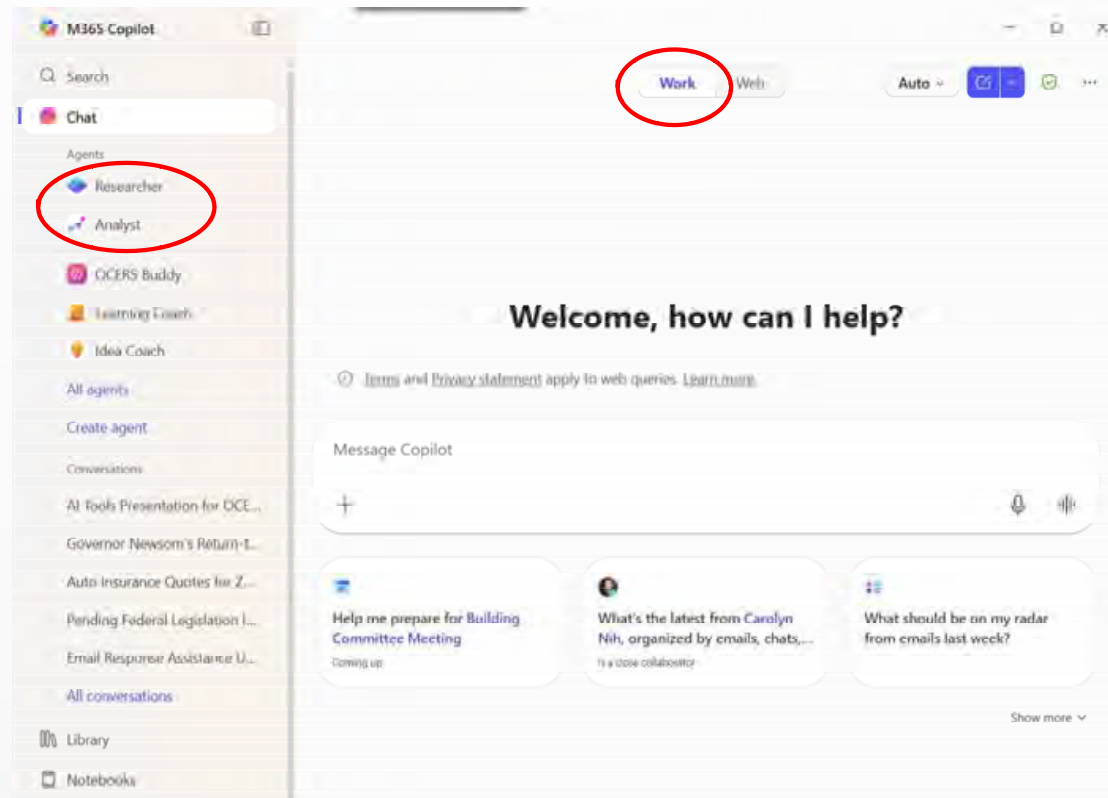 M365 Copilot
Search
Chat
Agents
Researcher
Analyst
OCERS Buddy
Learning Coach
Idea Coach
All agents
Create agent
Conversations
AI Tools Presentation for OCE...
Governor Newsom's Return-t...
Auto Insurance Quotes for Z...
Pending Federal Legislation I...
Email Response Assistance U...
All conversations
Library
Notebooks
Work
Web
Auto
Welcome, how can I help?
Terms and Privacy statement apply to web queries. Learn more.
Message Copilot
Help me prepare for Building
Committee Meeting
Coming up
What's the latest from Carolyn
Nih, organized by emails, chats,...
Is a close collaborator
What should be on my radar
from emails last week?
Show more